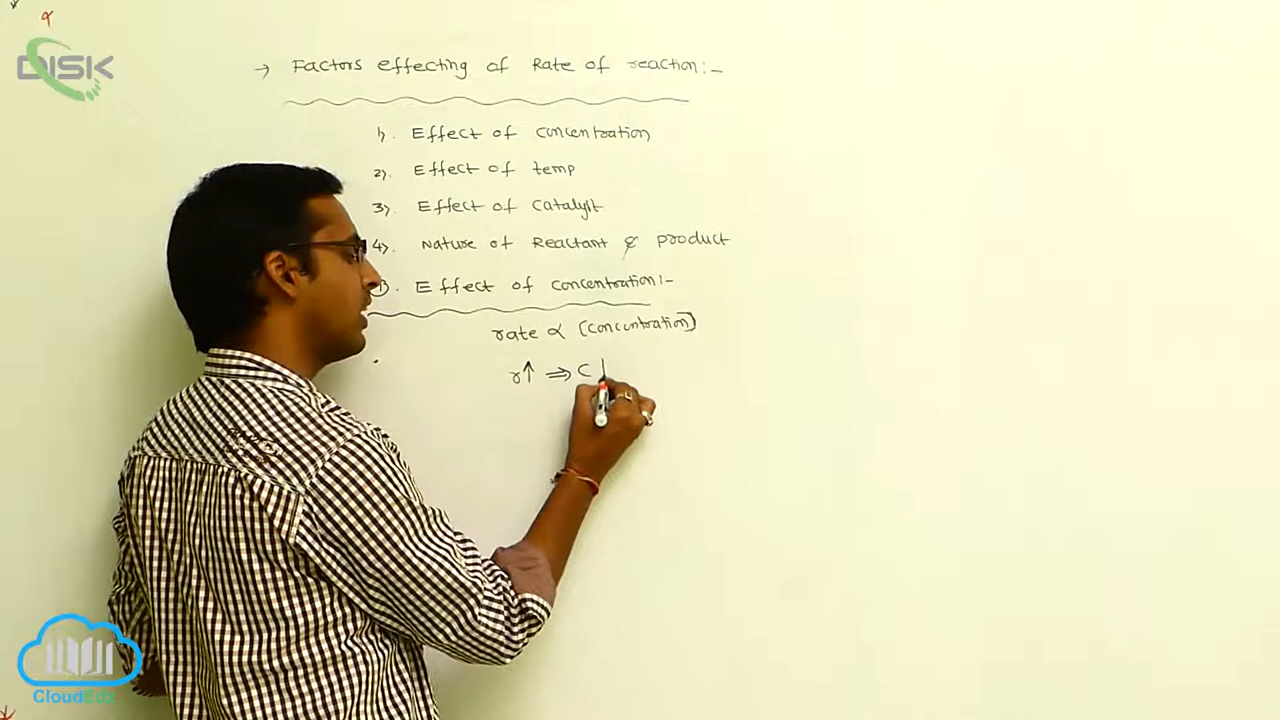 DISK
→ Factors effecting of Rate of reaction:-
1). Effect of concentration
2). Effect of temp
3). Effect of catalyst
4). Nature of Reactant & product
1). Effect of concentration:-
rate ∝ [concentration]
r↑ ⇒ C
CloudEdz